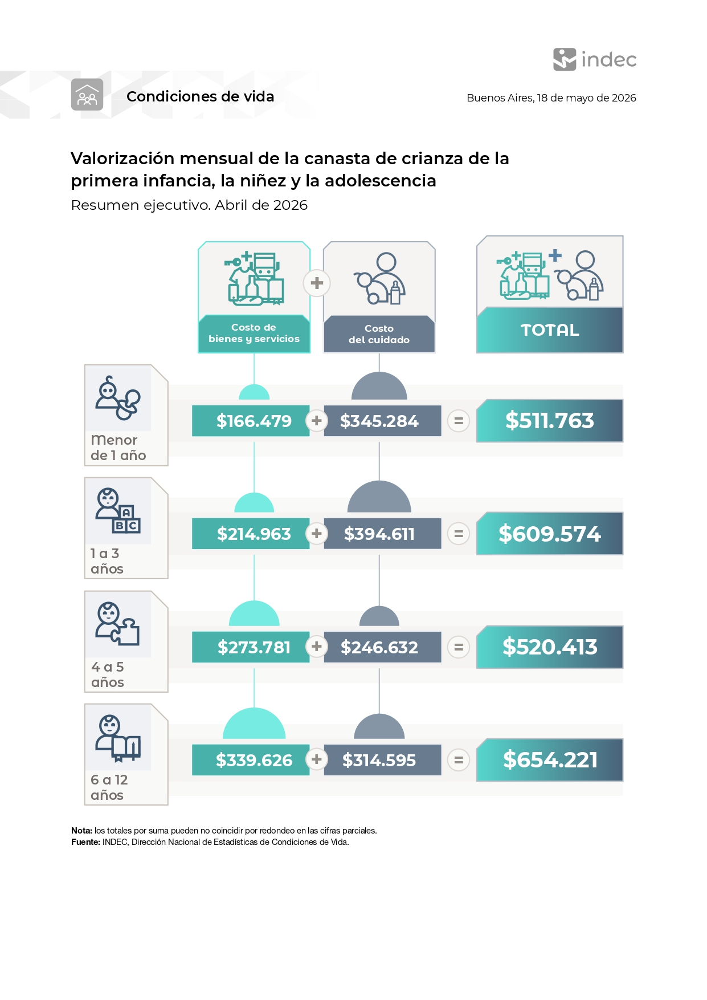 indec
Condiciones de vida
Buenos Aires, 18 de mayo de 2026
Valorización mensual de la canasta de crianza de la
primera infancia, la niñez y la adolescencia
Resumen ejecutivo. Abril de 2026
+
+
+
+
Costo de
bienes y servicios
Costo
del cuidado
TOTAL
$166.479 + $345.284 = $511.763
Menor
de 1 año
A
B C
$214.963 + $394.611 = $609.574
1 a 3
años
$273.781 + $246.632 = $520.413
4 a 5
años
$339.626 + $314.595 = $654.221
6 a 12
años
Nota: los totales por suma pueden no coincidir por redondeo en las cifras parciales.
Fuente: INDEC, Dirección Nacional de Estadísticas de Condiciones de Vida.